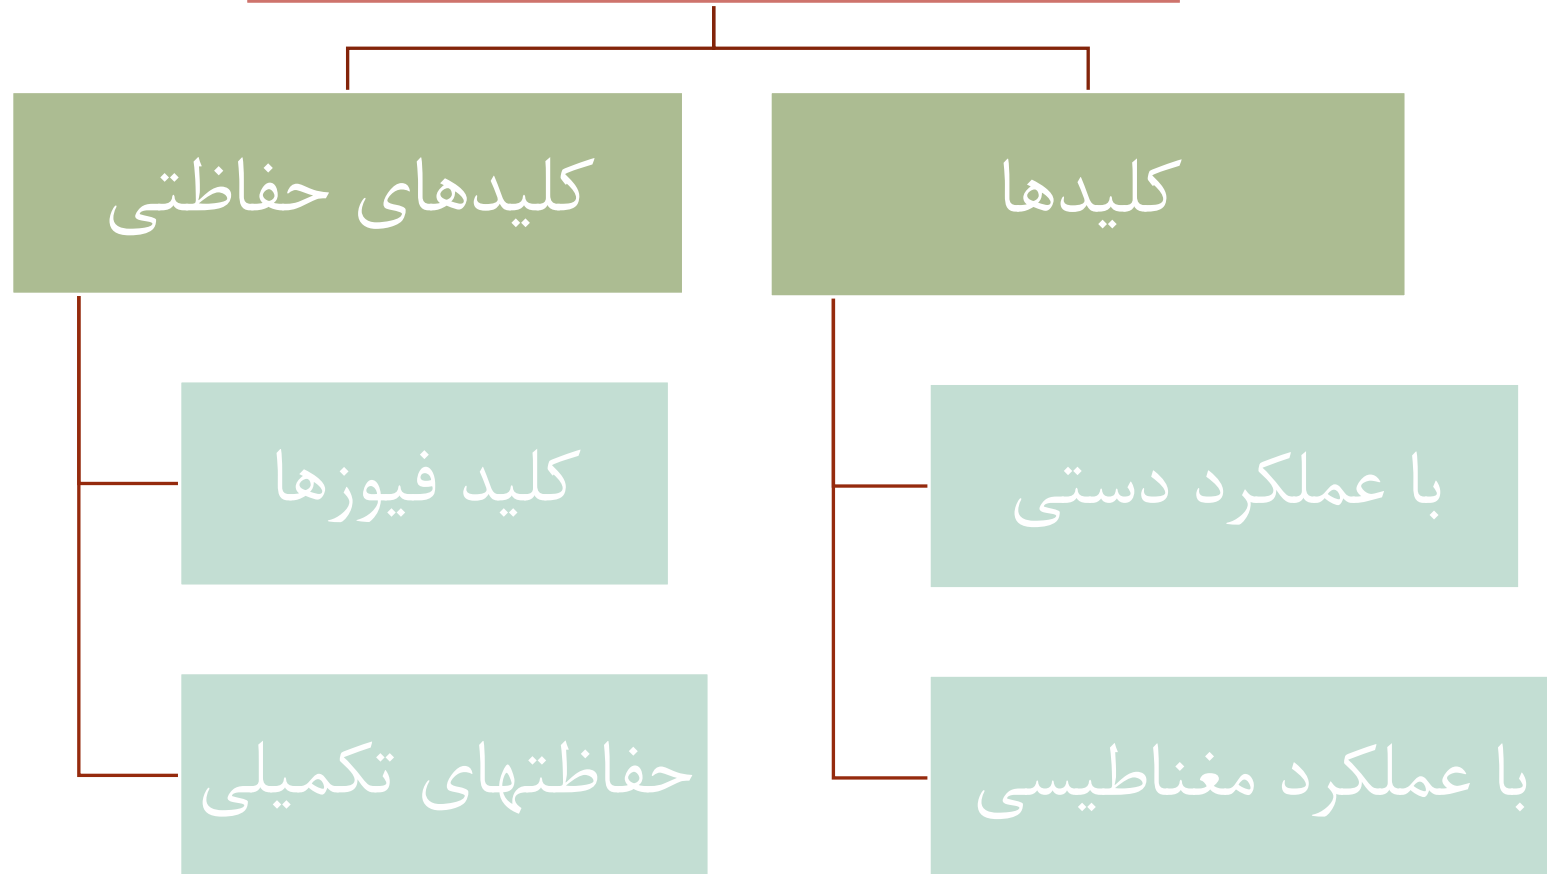 کلیدها
با عملکرد دستی
با عملکرد مغناطیسی
کلیدهای حفاظتی
کلید فیوزها
حفاظتهای تکمیلی